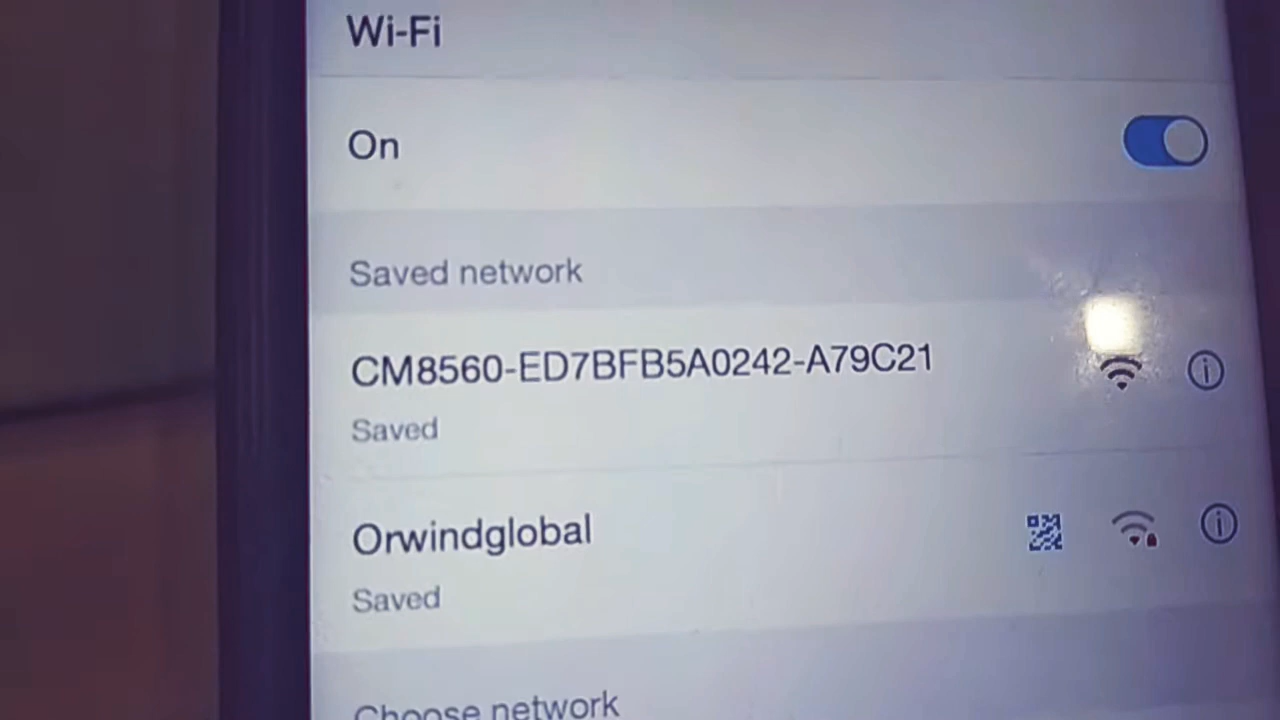 Wi-Fi
On
Saved network
CM8560-ED7BFB5A0242-A79C21
Saved
Orwindglobal
Saved
Choose network